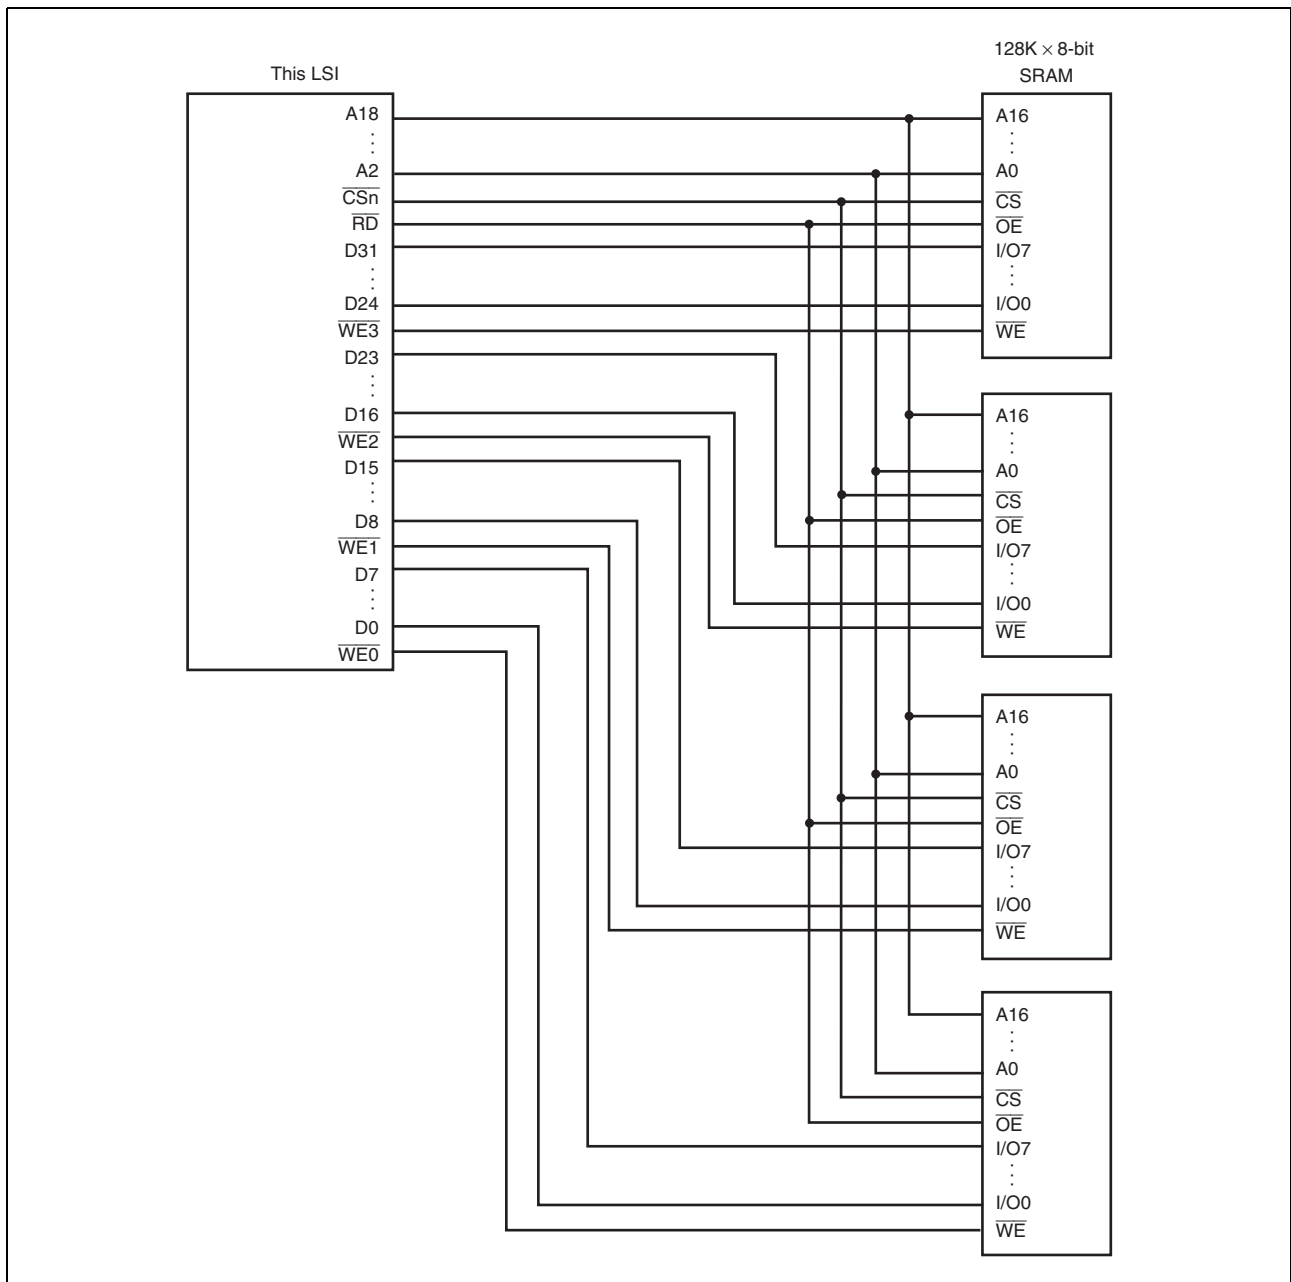 This LSI
A18
A2
CSn
RD
D31
D24
WE3
D23
D16
WE2
D15
D8
WE1
D7
D0
WE0
128K × 8-bit
SRAM
A16
A0
CS
OE
I/O7
I/O0
WE
A16
A0
CS
OE
I/O7
I/O0
WE
A16
A0
CS
OE
I/O7
I/O0
WE
A16
A0
CS
OE
I/O7
I/O0
WE